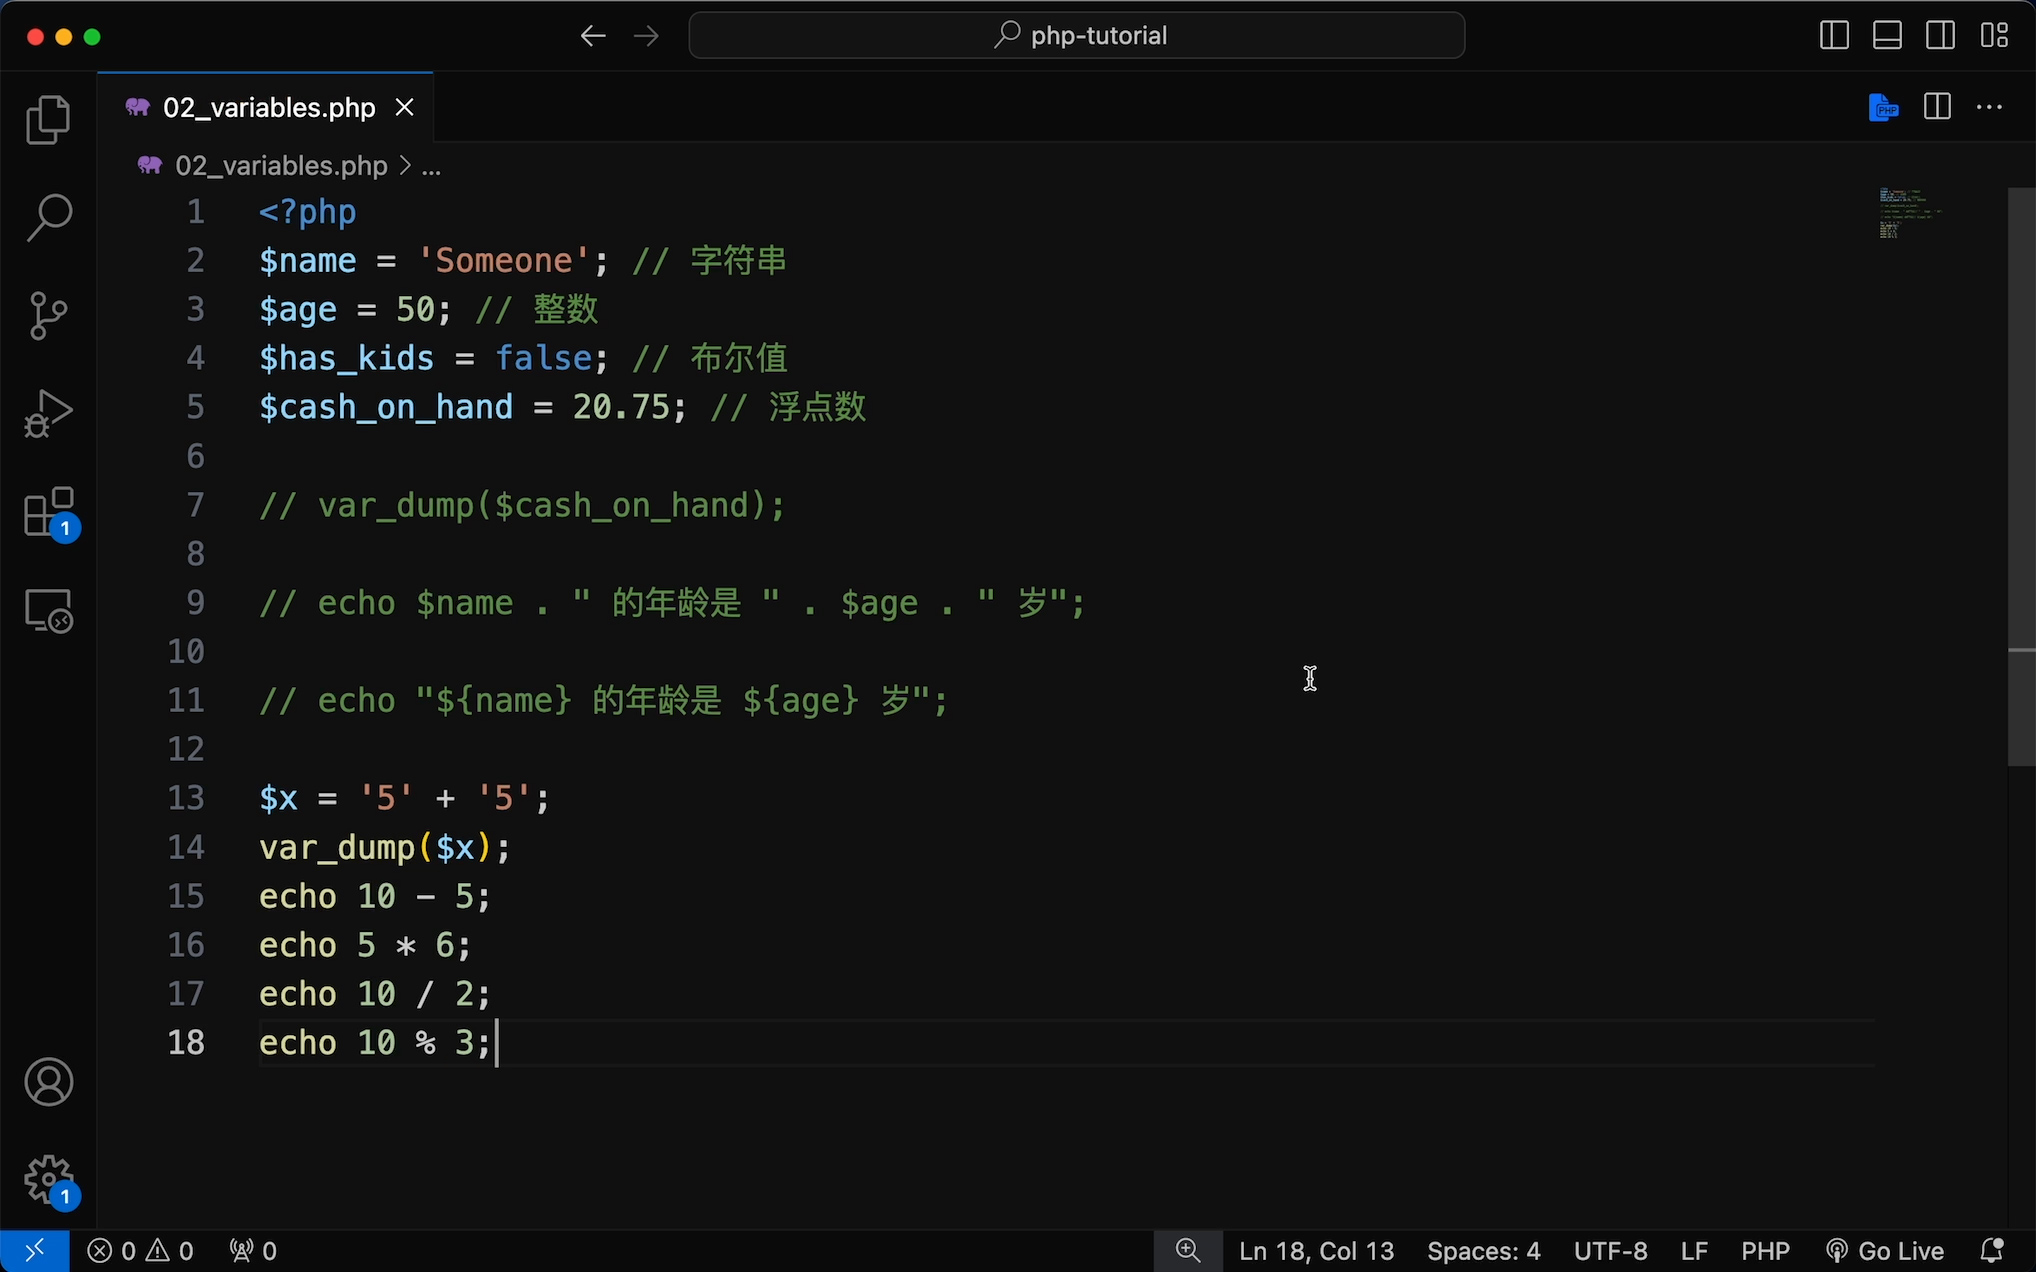 php-tutorial
02_variables.php
PHP
02_variables.php > ...
1 <?php
2 $name = 'Someone'; // 字符串
3 $age = 50; // 整数
4 $has_kids = false; // 布尔值
5 $cash_on_hand = 20.75; // 浮点数
6
7 // var_dump($cash_on_hand);
8
9 // echo $name . " 的年龄是 " . $age . " 岁";
10
11 // echo "${name} 的年龄是 ${age} 岁";
12
13 $x = '5' + '5';
14 var_dump($x);
15 echo 10 - 5;
16 echo 5 * 6;
17 echo 10 / 2;
18 echo 10 % 3;
1
1
0 0 0 Ln 18, Col 13 Spaces: 4 UTF-8 LF PHP Go Live